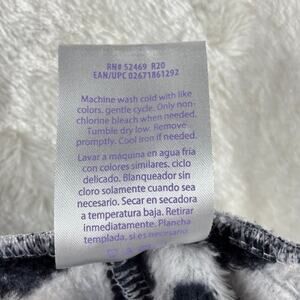 RN# 52469 R20
EAN/UPC 02671861292
Machine wash cold with like
colors. gentle cycle. Only non-
chlorine bleach when needed.
Tumble dry low. Remove
promptly. Cool iron if needed.
Lavar a máquina en agua fría
con colores similares. ciclo
delicado. Blanqueador sin
cloro solamente cuando sea
necesario. Secar en secadora
a temperatura baja. Retirar
inmediatamente. Plancha
templada, si es necesario